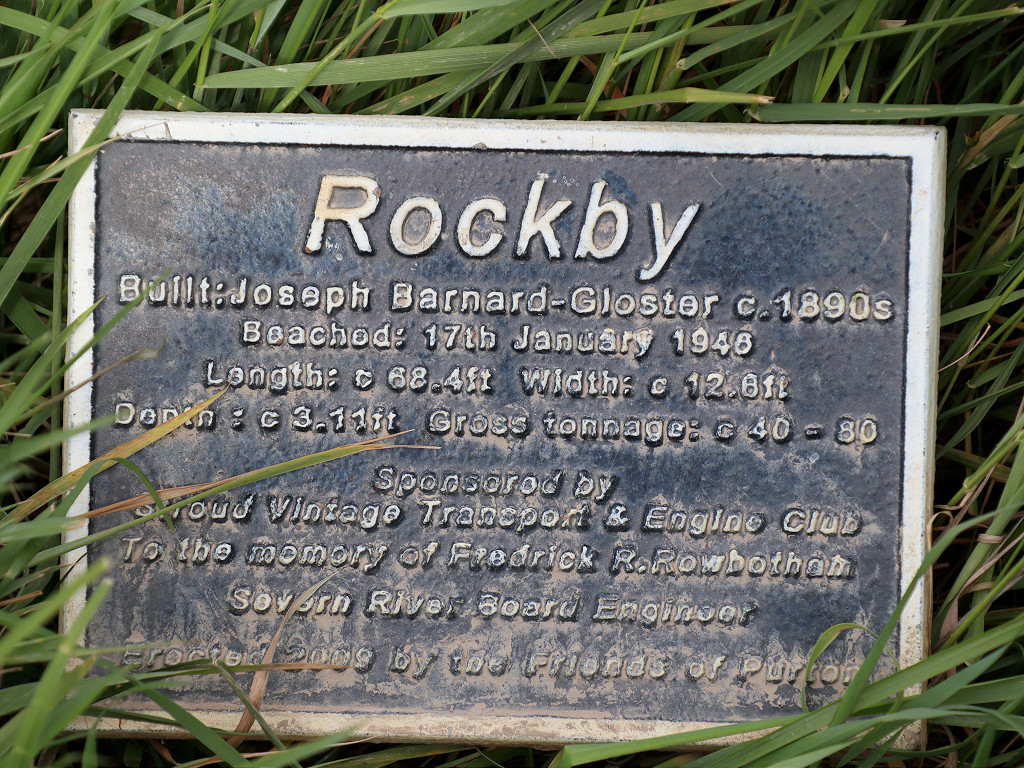 Rockby
Built: Joseph Barnard-Gloster c.1890s
Beached: 17th January 1946
Length: c 68.4ft Width: c 12.6ft
Depth : c 3.11ft Gross tonnage: c 40 - 80
Sponsored by
Stroud Vintage Transport & Engine Club
To the memory of Fredrick R.Rowbotham
Severn River Board Engineer
Erected by the Friends of Purton